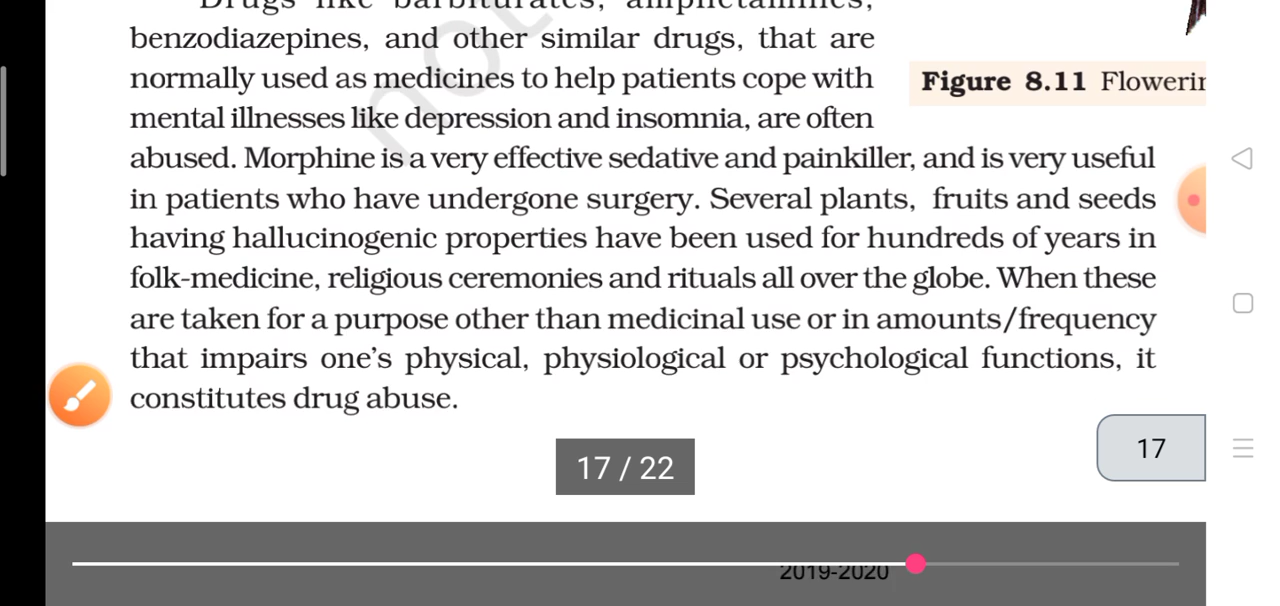 Drugs like barbiturates, amphetamines,
benzodiazepines, and other similar drugs, that are
normally used as medicines to help patients cope with
mental illnesses like depression and insomnia, are often
abused. Morphine is a very effective sedative and painkiller, and is very useful
in patients who have undergone surgery. Several plants, fruits and seeds
having hallucinogenic properties have been used for hundreds of years in
folk-medicine, religious ceremonies and rituals all over the globe. When these
are taken for a purpose other than medicinal use or in amounts/frequency
that impairs one's physical, physiological or psychological functions, it
constitutes drug abuse.
Figure 8.11
not
17
17 / 22
2019-2020